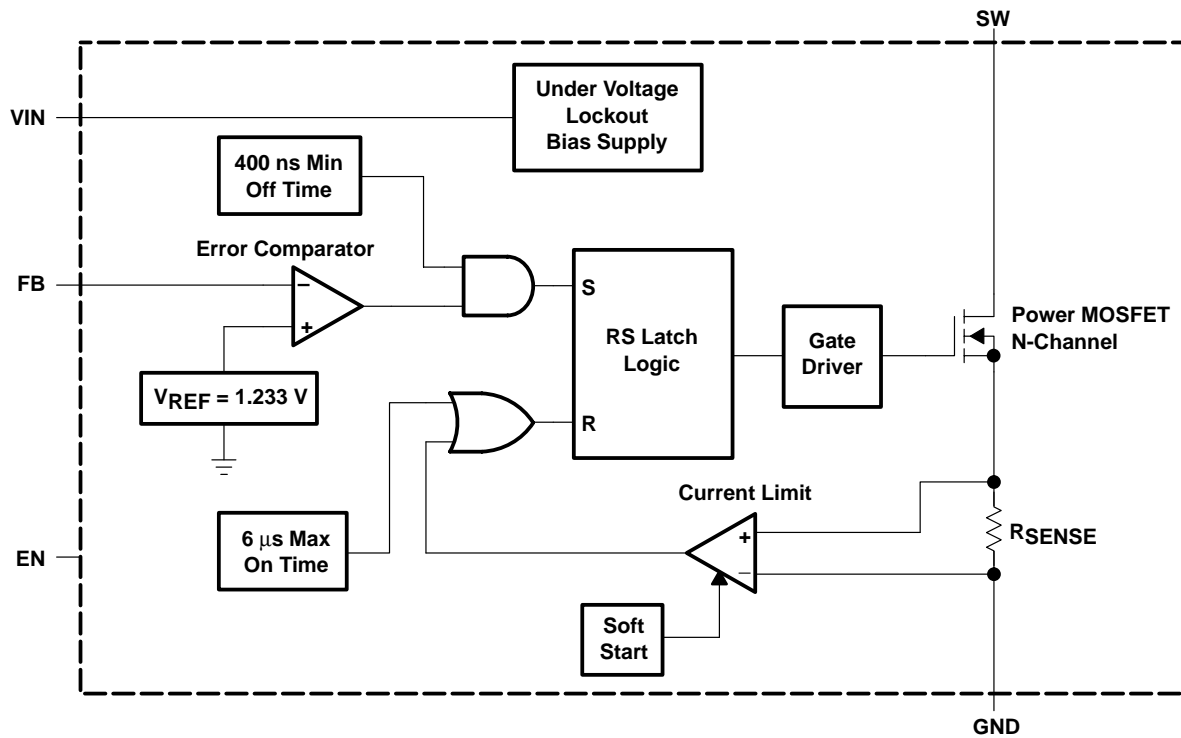 SW
Under Voltage
Lockout
Bias Supply
VIN
400 ns Min
Off Time
Error Comparator
FB
−
+
S
RS Latch
Logic
Gate
Driver
Power MOSFET
N-Channel
VREF = 1.233 V
R
Current Limit
6 μs Max
On Time
+
−
RSENSE
EN
Soft
Start
GND